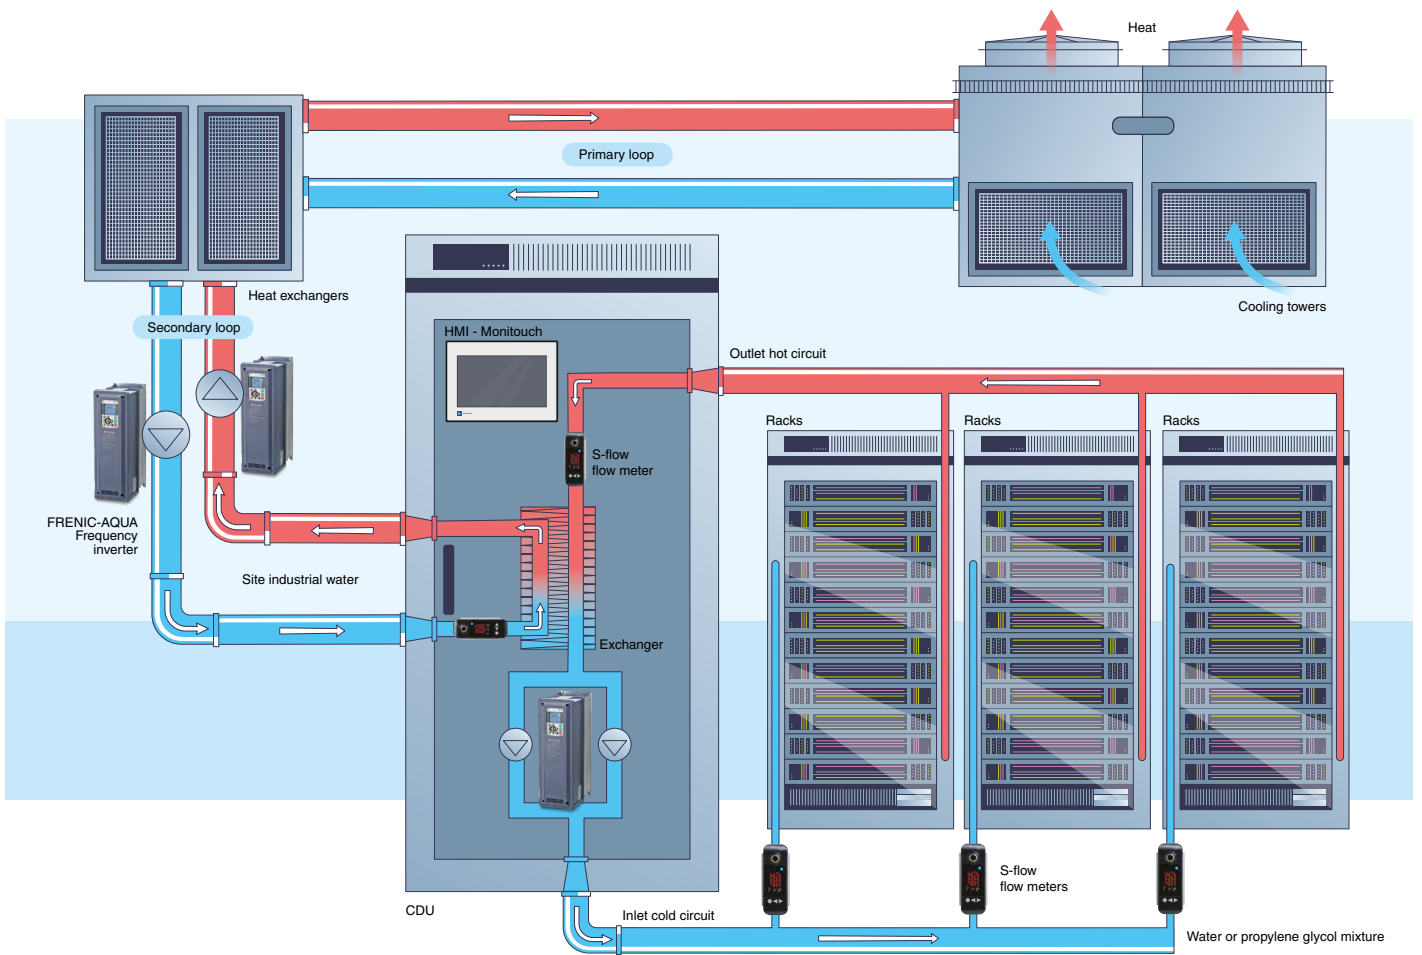 Heat
Primary loop
Heat exchangers
Cooling towers
Secondary loop
HMI - Monitouch
Outlet hot circuit
Racks
Racks
Racks
S-flow
flow meter
FRENIC-AQUA
Frequency
inverter
Site industrial water
Exchanger
S-flow
flow meters
CDU
Inlet cold circuit
Water or propylene glycol mixture